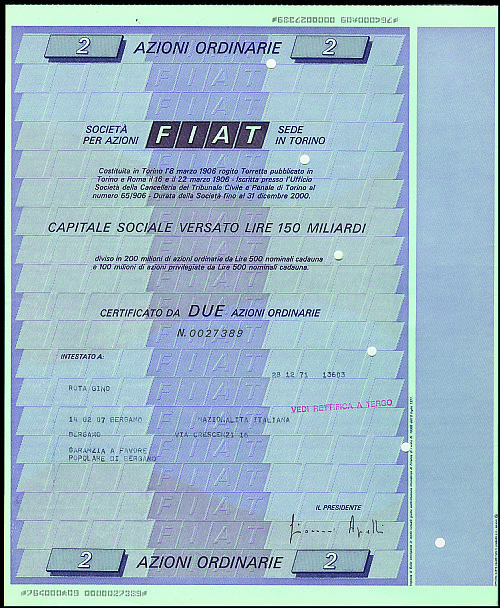 #764000A09 0000027389#
2 AZIONI ORDINARIE 2
SOCIETÀ PER AZIONI FIAT SEDE IN TORINO
Costituita in Torino l'8 marzo 1906 rogito Torretta pubblicato in
Torino e Roma il 16 e il 22 marzo 1906 - Iscritta presso l'Ufficio
Società della Cancelleria del Tribunale Civile e Penale di Torino al
numero 65/906 - Durata della Società fino al 31 dicembre 2000.
CAPITALE SOCIALE VERSATO LIRE 150 MILIARDI
diviso in 200 milioni di azioni ordinarie da Lire 500 nominali cadauna
e 100 milioni di azioni privilegiate da Lire 500 nominali cadauna.
CERTIFICATO DA DUE AZIONI ORDINARIE
N. 0027389
INTESTATO A:
28 12 71 13603
ROTA GINO
VEDI RETTIFICA A TERGO
14 02 07 BERGAMO NAZIONALITA ITALIANA
BERGAMO VIA CRESCENZI 16
GARANZIA A FAVORE
POPOLARE DI BERGAMO
IL PRESIDENTE
2 AZIONI ORDINARIE 2
#764000A09 0000027389#